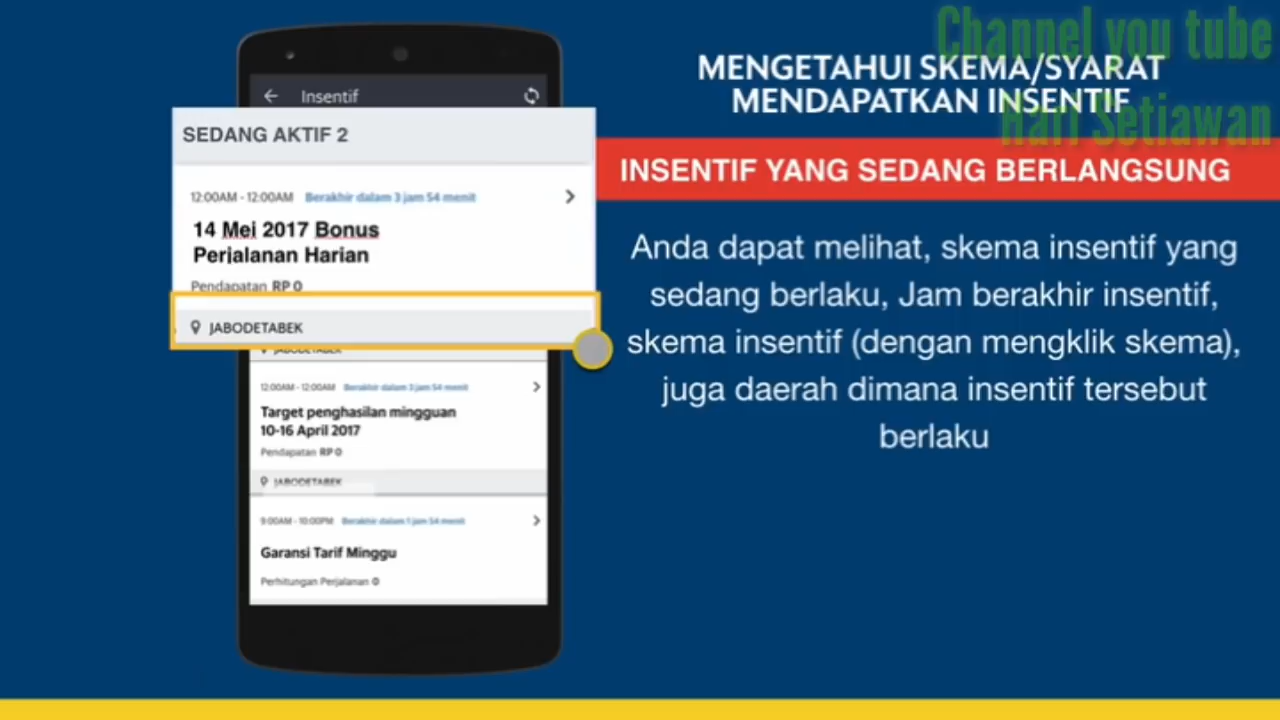 Channel you tube
Hari Setiawan
MENGETAHUI SKEMA/SYARAT
MENDAPATKAN INSENTIF
INSENTIF YANG SEDANG BERLANGSUNG
Anda dapat melihat, skema insentif yang
sedang berlaku, Jam berakhir insentif,
skema insentif (dengan mengklik skema),
juga daerah dimana insentif tersebut
berlaku
Insentif
SEDANG AKTIF 2
12:00AM - 12:00AM Berakhir dalam 3 jam 54 menit
14 Mei 2017 Bonus
Perjalanan Harian
Pendapatan RP 0
JABODETABEK
JABODETABEK
12:00AM - 12:00AM Berakhir dalam 3 jam 54 menit
Target penghasilan mingguan
10-16 April 2017
Pendapatan RP 0
JABODETABEK
9:00AM - 10:00PM Berakhir dalam 1 jam 54 menit
Garansi Tarif Minggu
Perhitungan Perjalanan 0